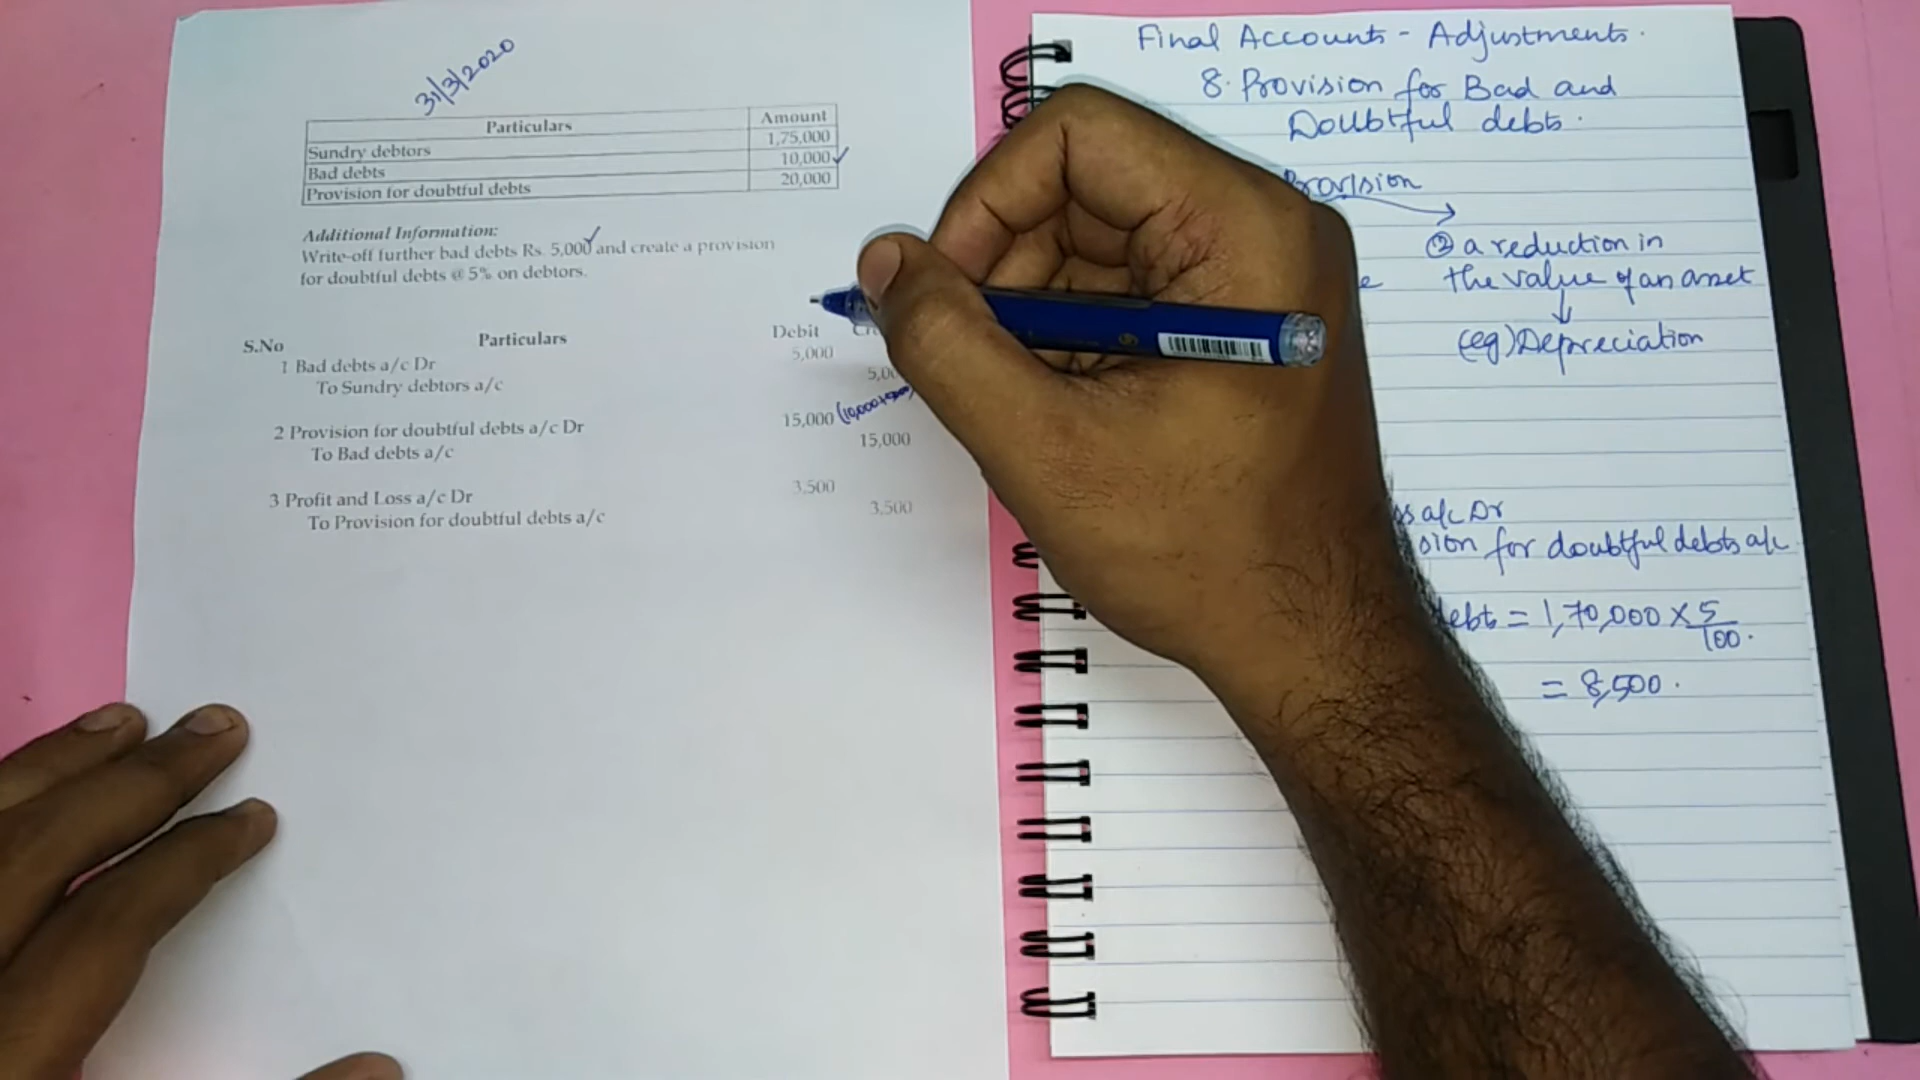 31/3/2020
Particulars Amount
Sundry debtors 1,75,000
Bad debts 10,000
Provision for doubtful debts 20,000
Additional Information:
Write-off further bad debts Rs. 5,000 and create a provision
for doubtful debts @ 5% on debtors.
S.No Particulars Debit
1 Bad debts a/c Dr 5,000
To Sundry debtors a/c
2 Provision for doubtful debts a/c Dr 15,000
To Bad debts a/c 15,000
3 Profit and Loss a/c Dr 3,500
To Provision for doubtful debts a/c 3,500
Final Accounts - Adjustments.
8. Provision for Bad and
Doubtful debts.
Provision
② a reduction in
the value of an asset
(eg) Depreciation
a/c Dr
for doubtful debts a/c
= 1,70,000 × 5/100.
= 8,500.